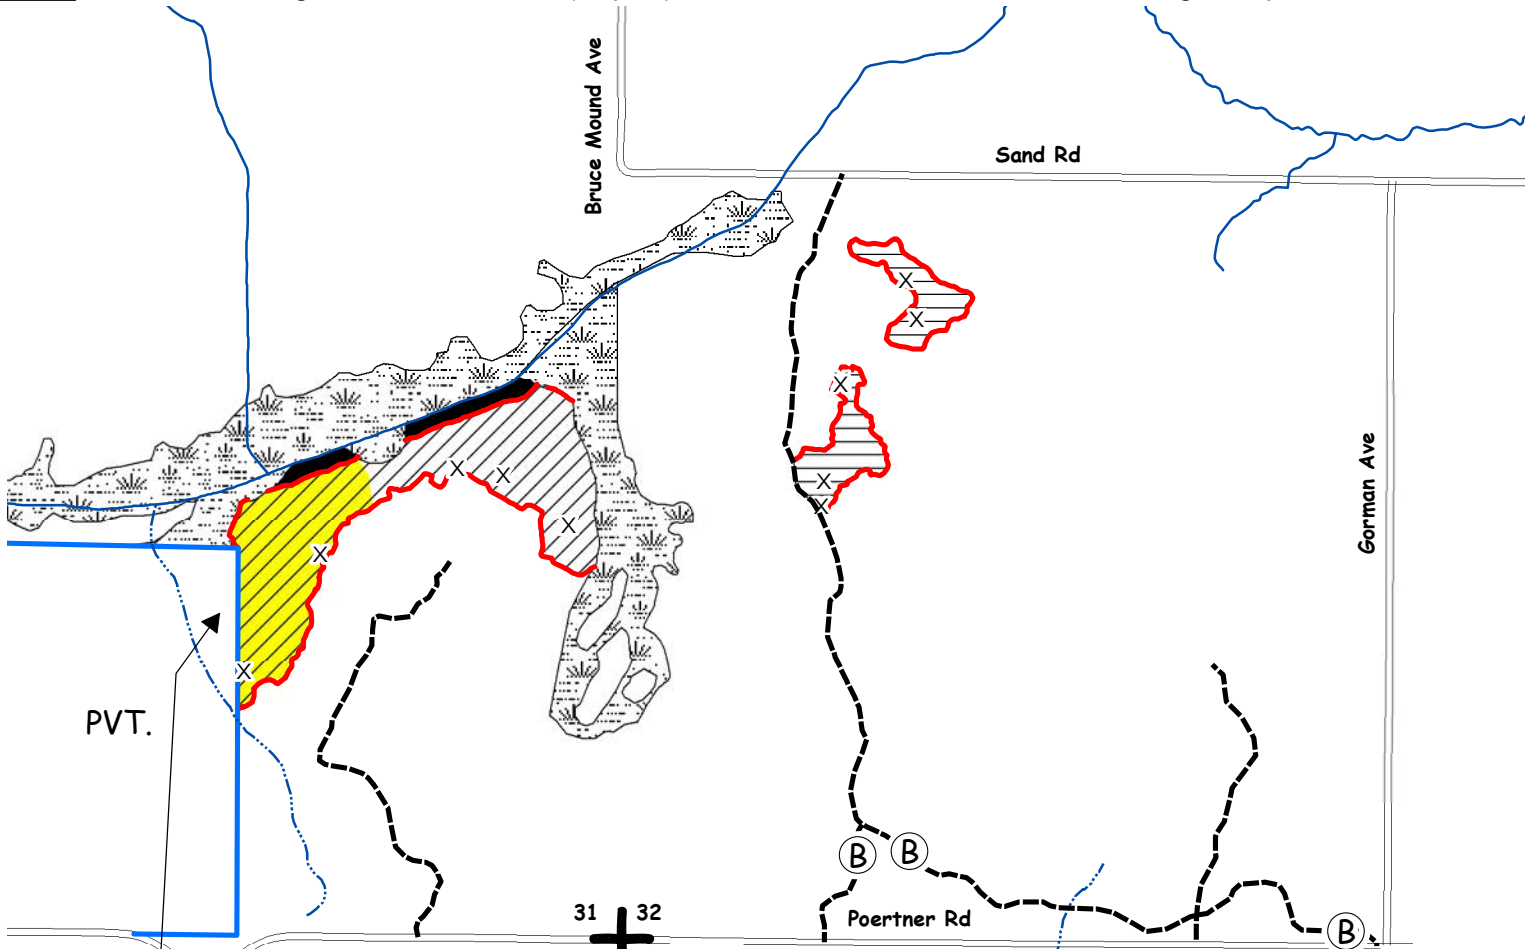 Bruce Mound Ave
Sand Rd
X
X
X
X
X
X
X
X
X
Gorman Ave
X
X
PVT.
B
B
31 32
Poertner Rd
B